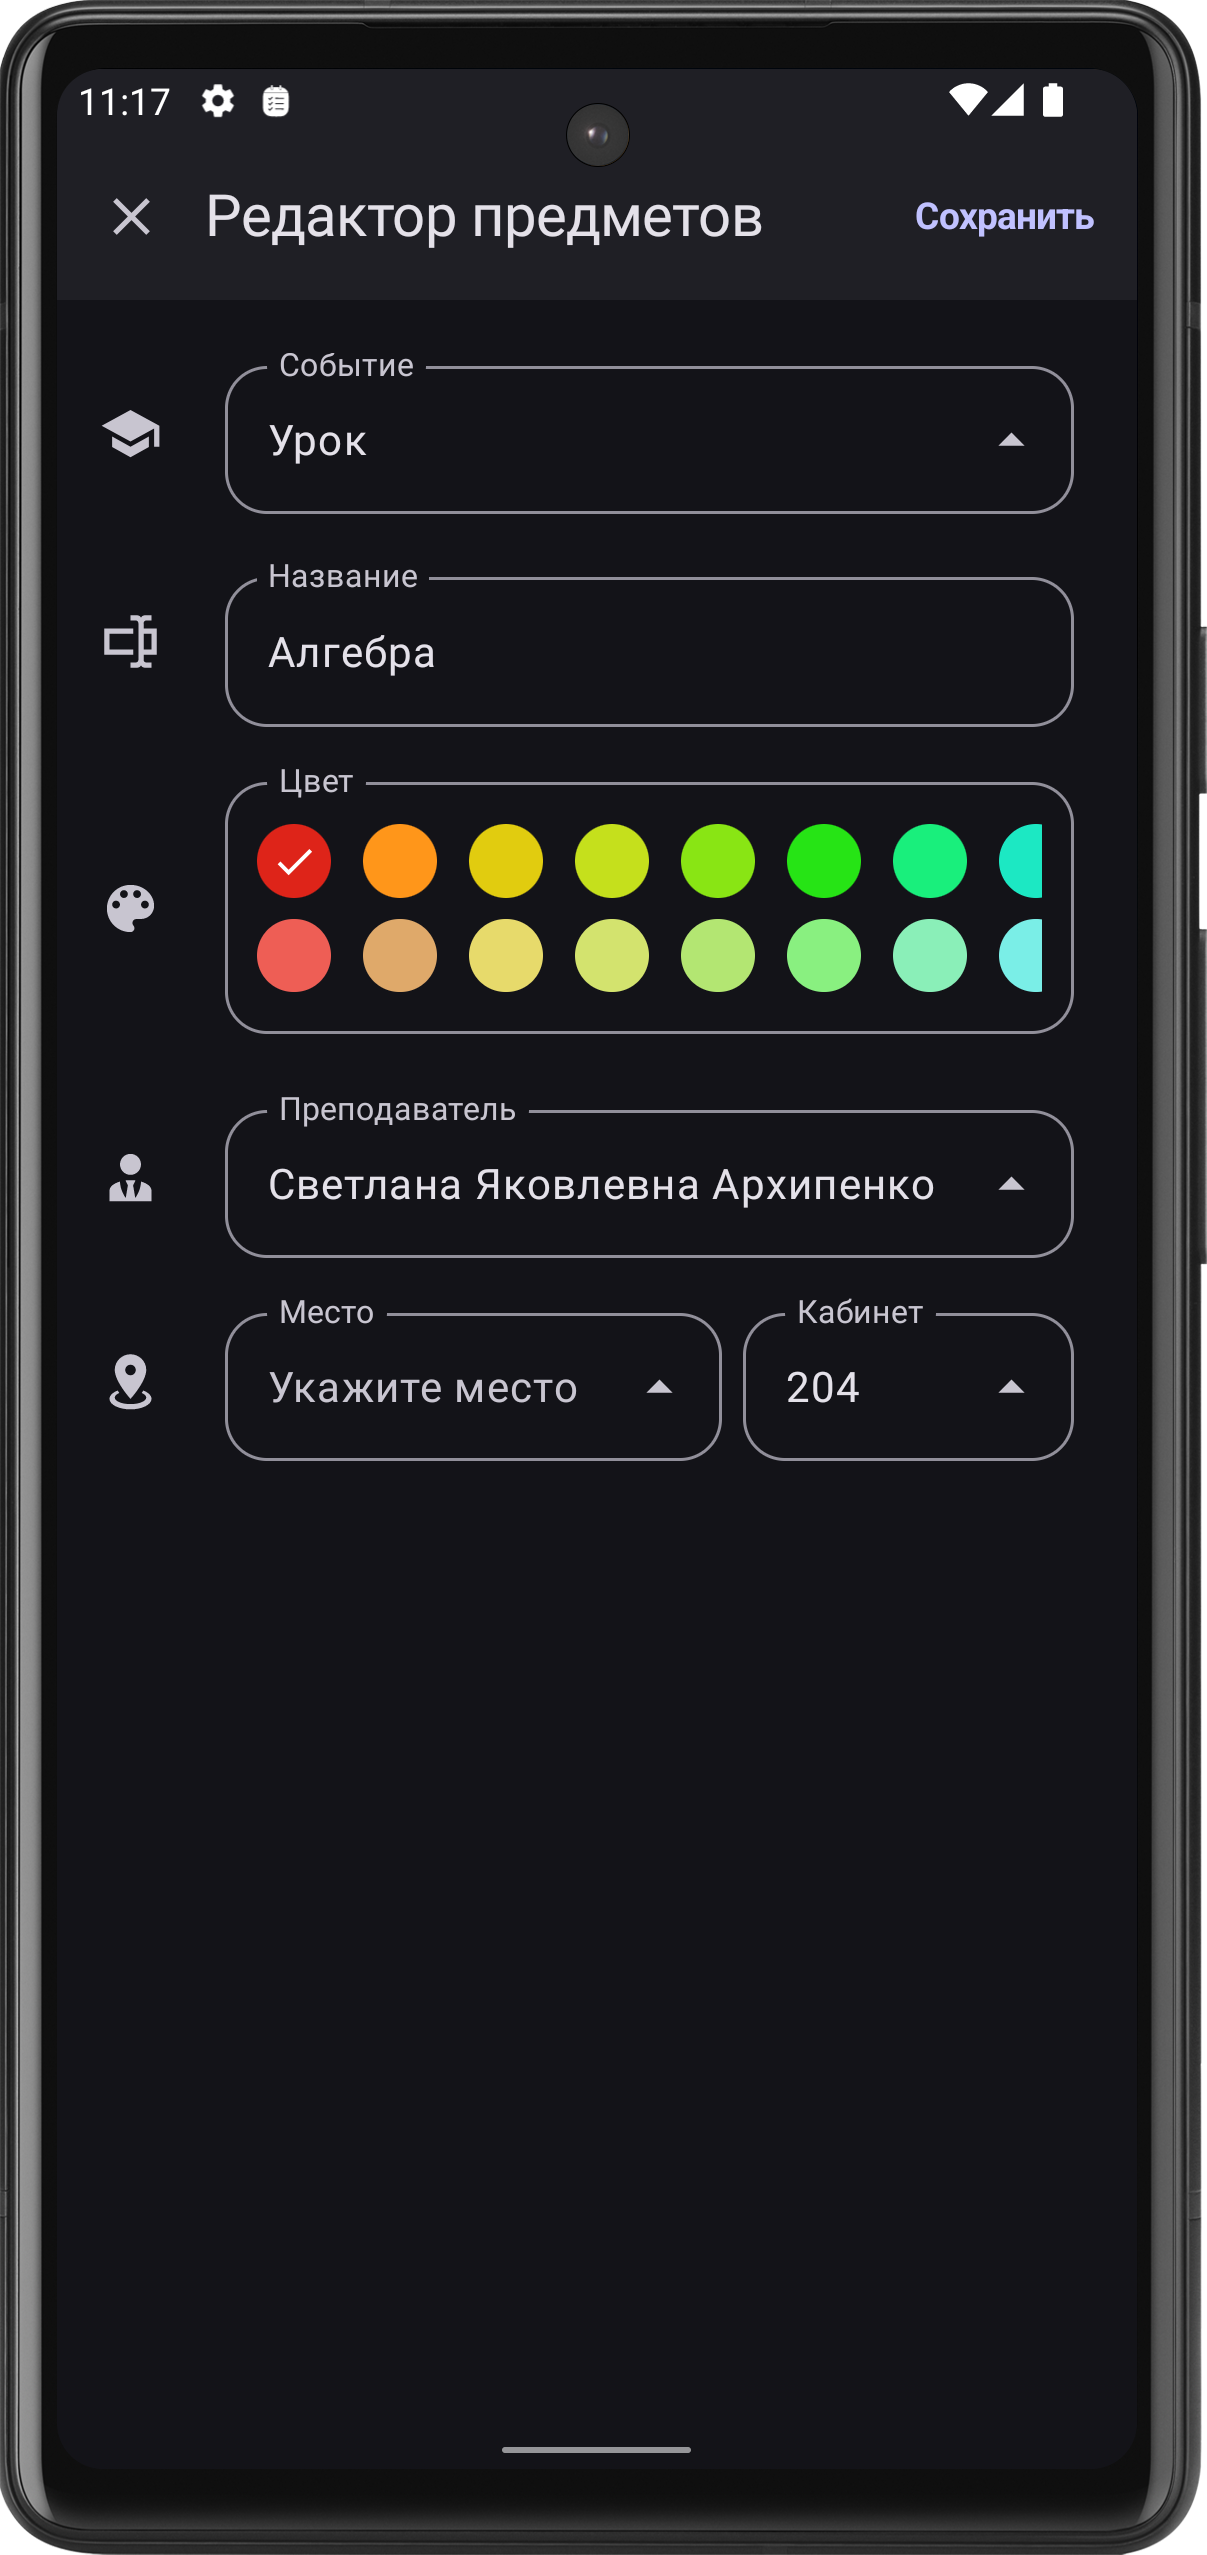 11:17
Редактор предметов
Сохранить
Событие
Урок
Название
Алгебра
Цвет
Преподаватель
Светлана Яковлевна Архипенко
Место
Кабинет
Укажите место
204